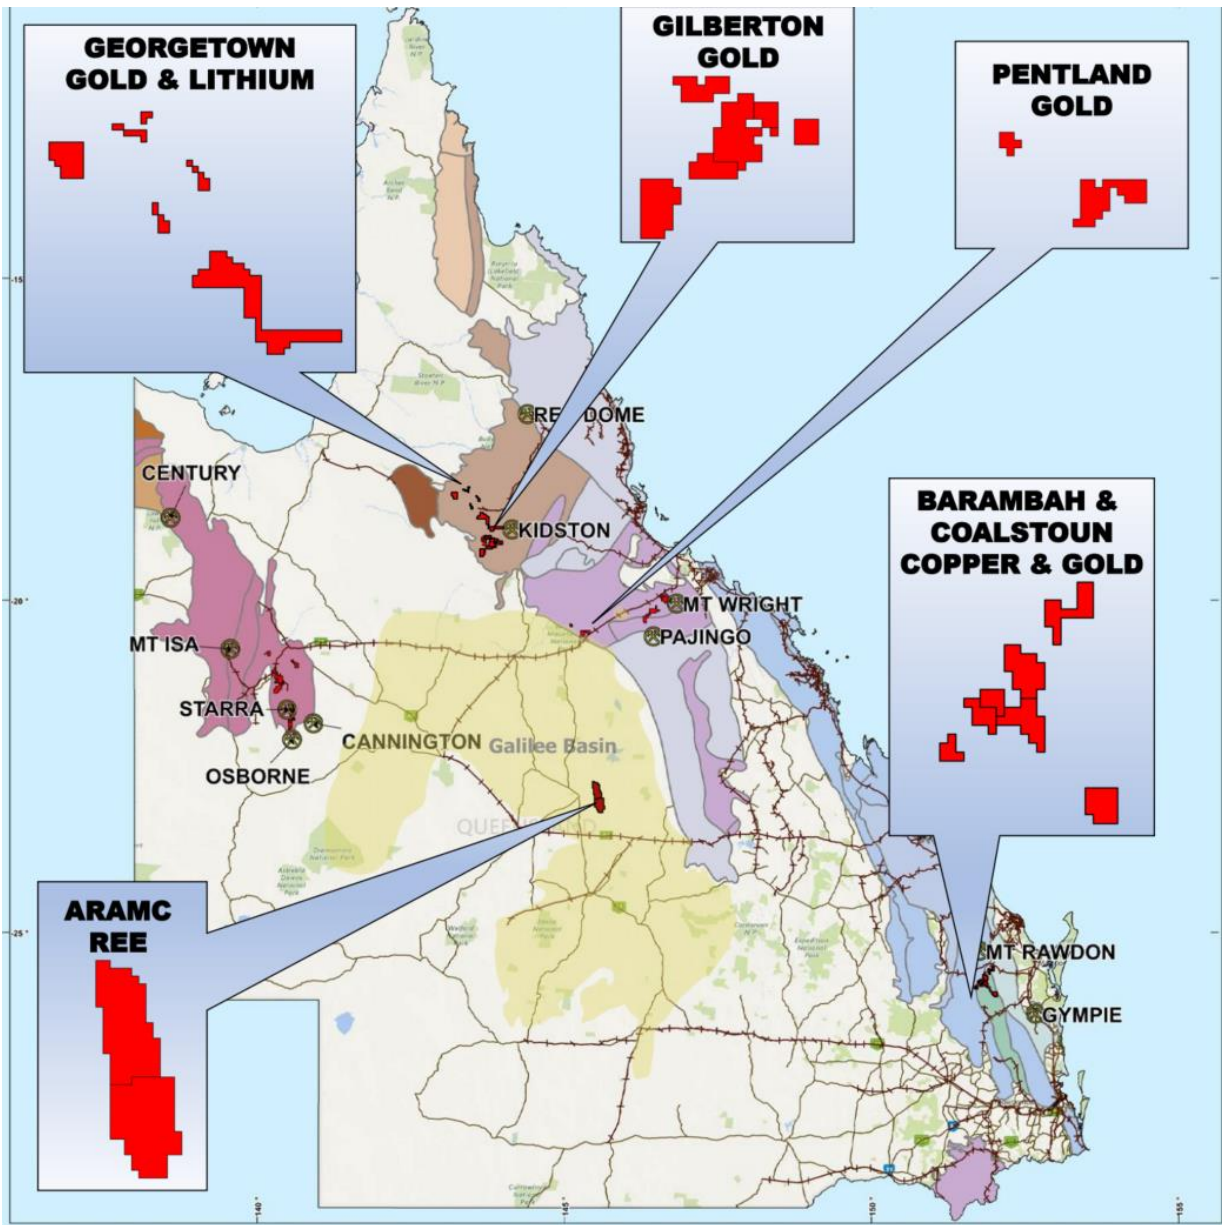 GEORGETOWN
GOLD & LITHIUM
GILBERTON
GOLD
PENTLAND
GOLD
-15
CENTURY
KIDSTON
BARAMBAH &
COALSTOUN
COPPER & GOLD
-20
MT WRIGHT
MT ISA
PAJINGO
STARRA
CANNINGTON
Galilee Basin
OSBORNE
ARAMC
REE
-25
MT RAWDON
GYMPIE
140°
145°
150°
155°